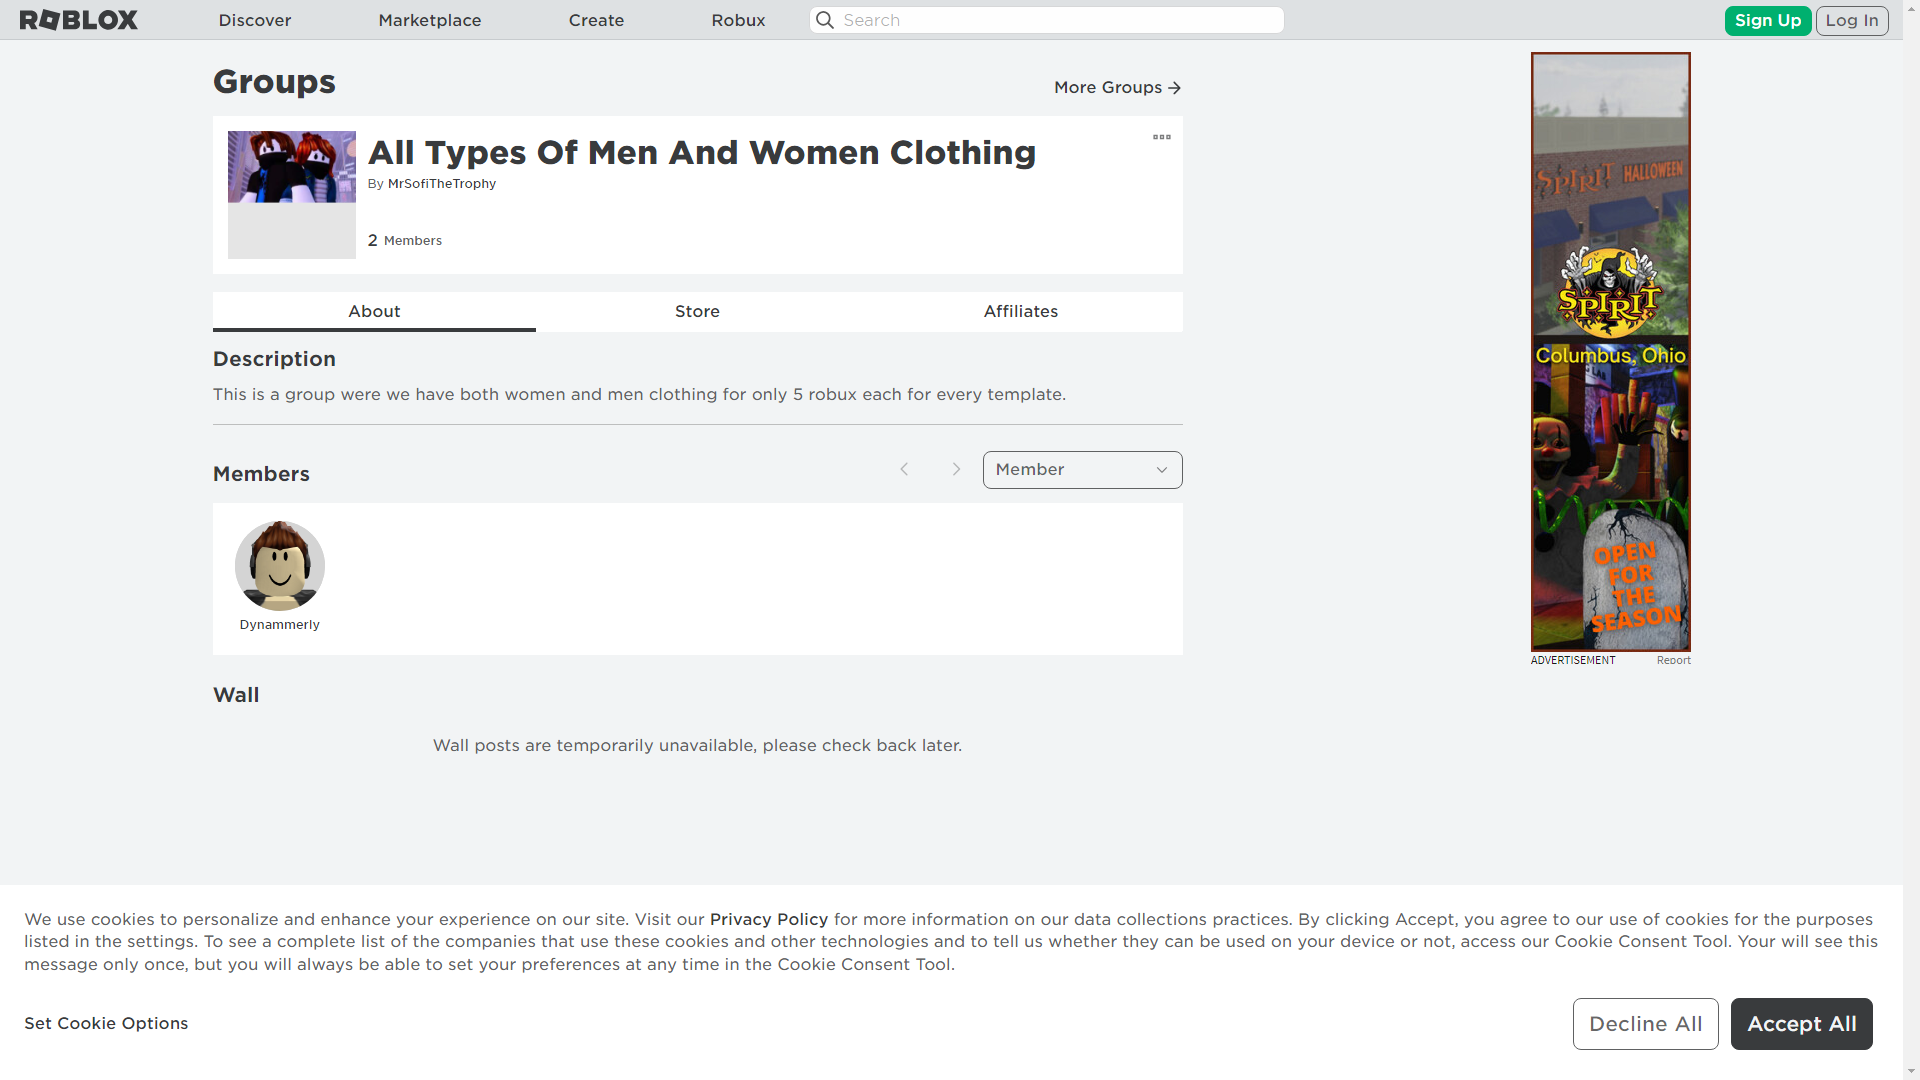 ROBLOX
Discover
Marketplace
Create
Robux
Search
Sign Up
Log In
Groups
More Groups
All Types Of Men And Women Clothing
By MrSofiTheTrophy
2 Members
About
Store
Affiliates
Description
This is a group were we have both women and men clothing for only 5 robux each for every template.
Members
Member
Dynammerly
Wall
Wall posts are temporarily unavailable, please check back later.
SPIRIT HALLOWEEN
SPIRIT
Columbus, Ohio
LAB
OPEN
FOR
THE
SEASON
ADVERTISEMENT
Report
We use cookies to personalize and enhance your experience on our site. Visit our Privacy Policy for more information on our data collections practices. By clicking Accept, you agree to our use of cookies for the purposes
listed in the settings. To see a complete list of the companies that use these cookies and other technologies and to tell us whether they can be used on your device or not, access our Cookie Consent Tool. Your will see this
message only once, but you will always be able to set your preferences at any time in the Cookie Consent Tool.
Set Cookie Options
Decline All
Accept All